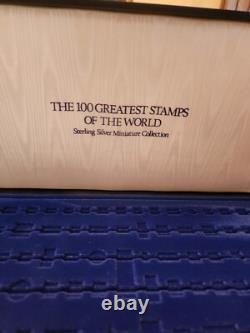 THE 100 GREATEST STAMPS
OF THE WORLD
Sterling Silver Miniature Collection